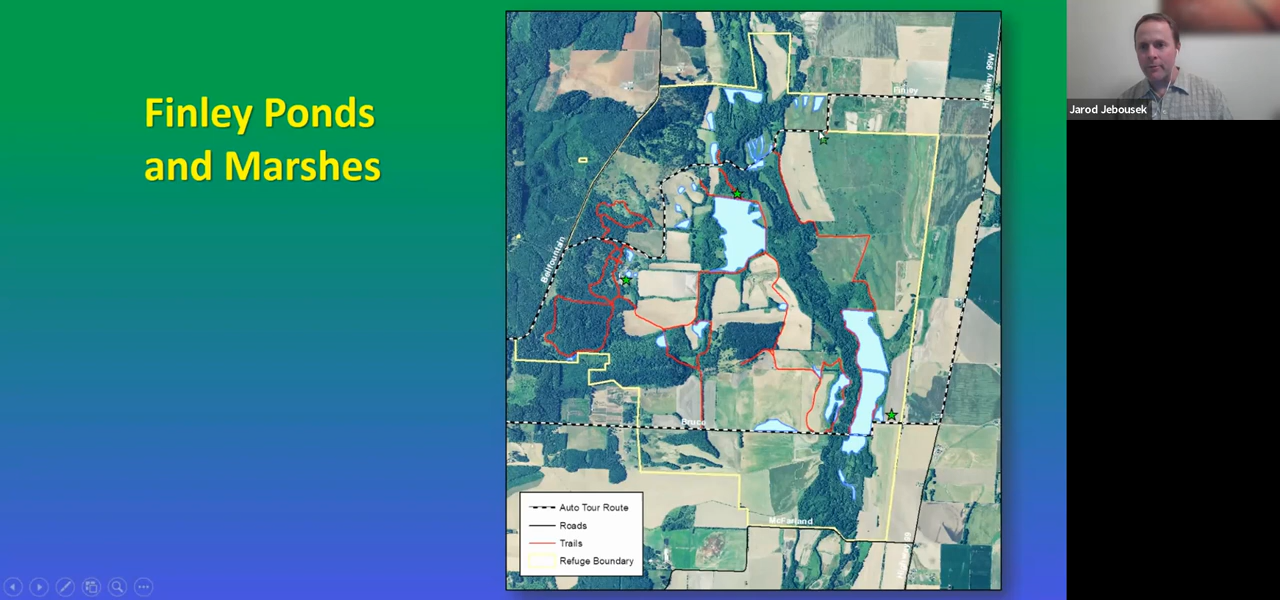 Finley Ponds
and Marshes
Finley
Highway 99W
Bellfountain
Bruce
McFarland
Auto Tour Route
Roads
Trails
Refuge Boundary
Jarod Jebousek